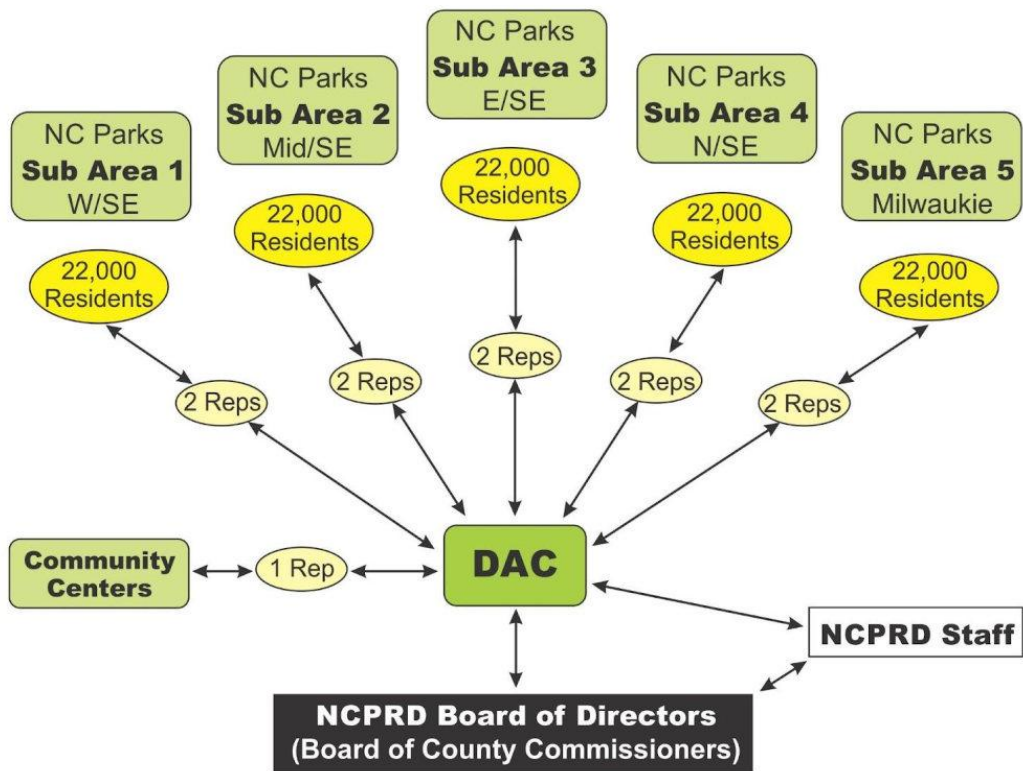 NC Parks
Sub Area 1
W/SE
22,000
Residents
2 Reps
NC Parks
Sub Area 2
Mid/SE
22,000
Residents
2 Reps
NC Parks
Sub Area 3
E/SE
22,000
Residents
2 Reps
NC Parks
Sub Area 4
N/SE
22,000
Residents
2 Reps
NC Parks
Sub Area 5
Milwaukie
22,000
Residents
2 Reps
Community
Centers
1 Rep
DAC
NCPRD Staff
NCPRD Board of Directors
(Board of County Commissioners)